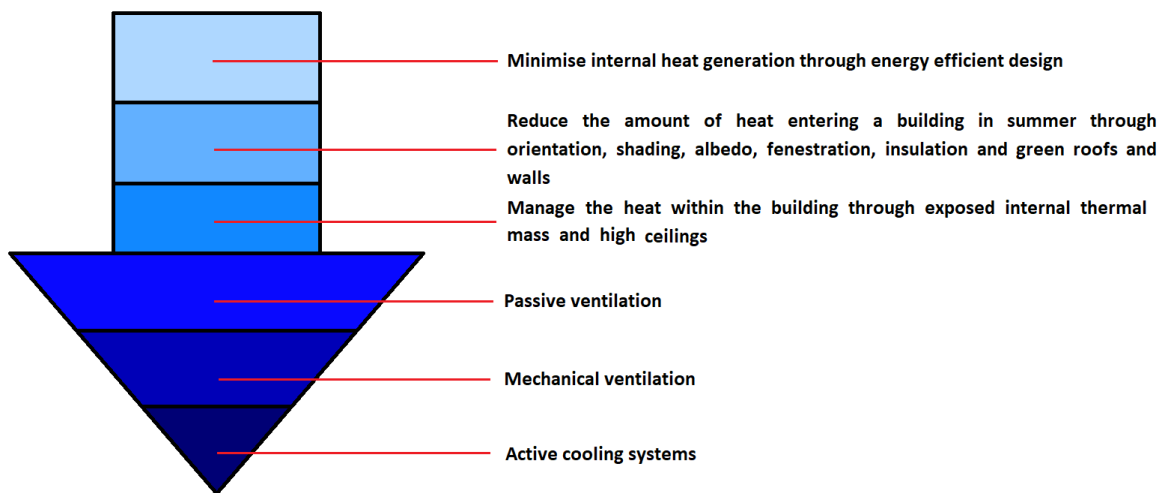 Minimise internal heat generation through energy efficient design
Reduce the amount of heat entering a building in summer through
orientation, shading, albedo, fenestration, insulation and green roofs and
walls
Manage the heat within the building through exposed internal thermal
mass and high ceilings
Passive ventilation
Mechanical ventilation
Active cooling systems